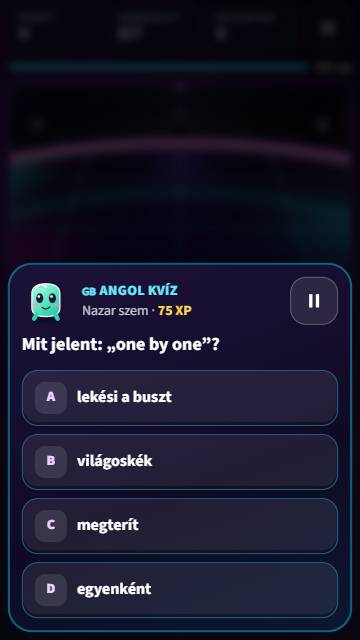 GB ANGOL KVÍZ
Nazar szem · 75 XP
Mit jelent: „one by one”?
A lekési a buszt
B világoskék
C megterít
D egyenként